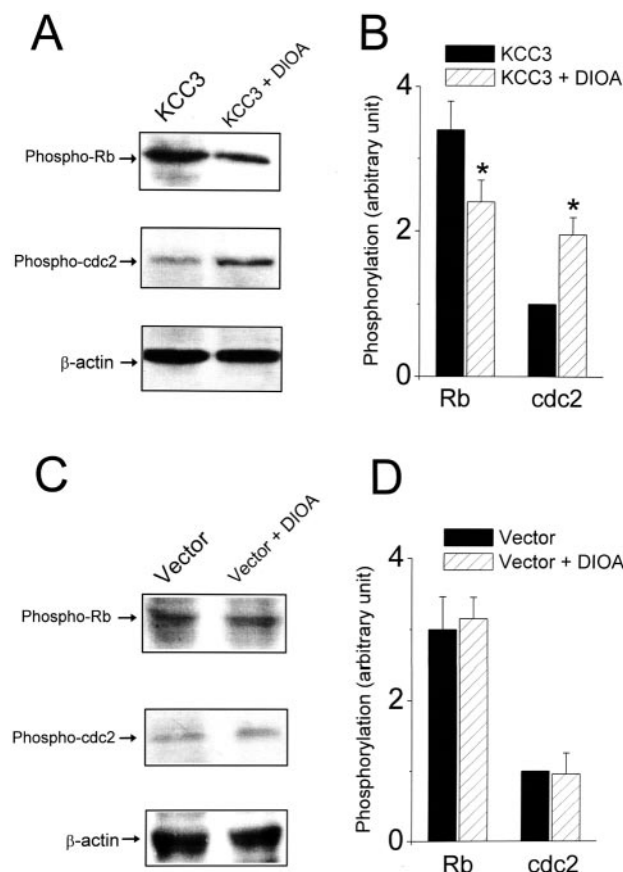 A
KCC3
KCC3 + DIOA
Phospho-Rb
Phospho-cdc2
β-actin
B
KCC3
KCC3 + DIOA
Phosphorylation (arbitrary unit)
4
2
0
*
*
Rb
cdc2
C
Vector
Vector + DIOA
Phospho-Rb
Phospho-cdc2
β-actin
D
Vector
Vector + DIOA
Phosphorylation (arbitrary unit)
4
2
0
Rb
cdc2